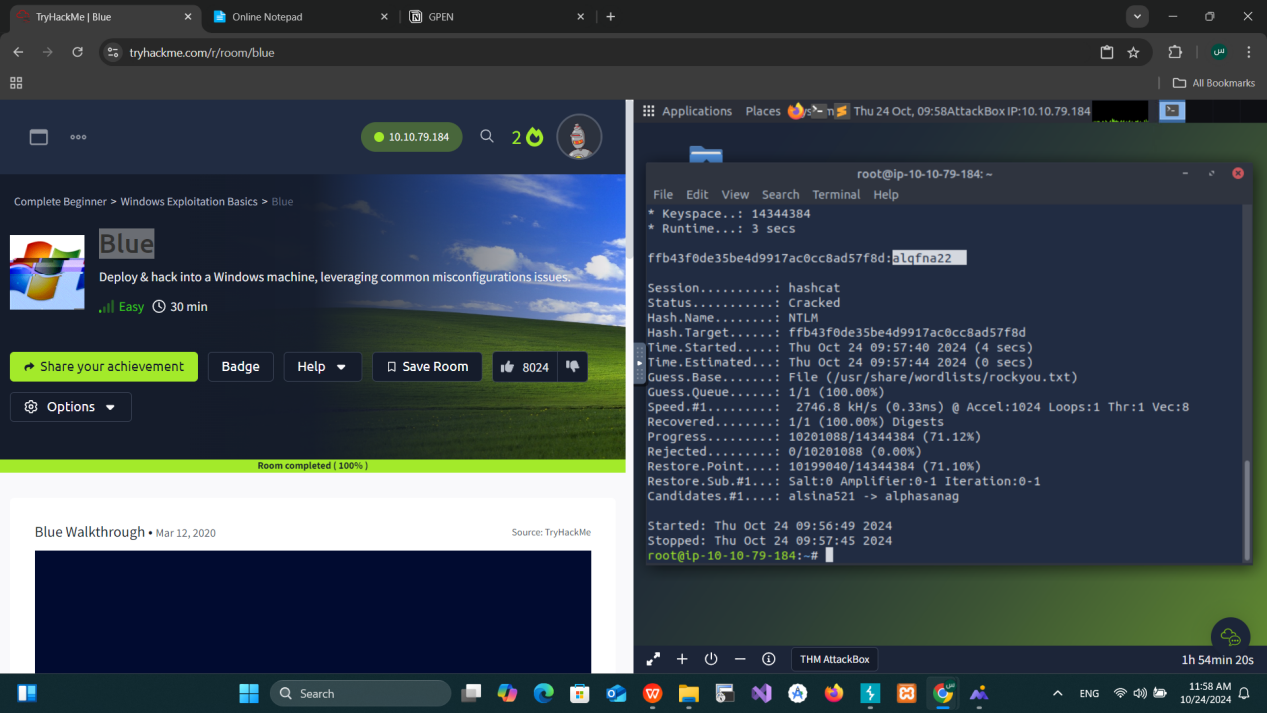 TryHackMe | Blue
Online Notepad
GPEN
tryhackme.com/r/room/blue
س
All Bookmarks
10.10.79.184
2
Complete Beginner > Windows Exploitation Basics > Blue
Blue
Deploy & hack into a Windows machine, leveraging common misconfigurations issues.
Easy 30 min
Share your achievement
Badge
Help
Save Room
8024
Options
Room completed ( 100% )
Blue Walkthrough • Mar 12, 2020
Source: TryHackMe
Applications Places Thu 24 Oct, 09:58 AttackBox IP:10.10.79.184
root@ip-10-10-79-184: ~
File Edit View Search Terminal Help
* Keyspace..: 14344384
* Runtime...: 3 secs
ffb43f0de35be4d9917ac0cc8ad57f8d:alqfna22
Session..........: hashcat
Status...........: Cracked
Hash.Name........: NTLM
Hash.Target......: ffb43f0de35be4d9917ac0cc8ad57f8d
Time.Started.....: Thu Oct 24 09:57:40 2024 (4 secs)
Time.Estimated...: Thu Oct 24 09:57:44 2024 (0 secs)
Guess.Base.......: File (/usr/share/wordlists/rockyou.txt)
Guess.Queue......: 1/1 (100.00%)
Speed.#1.........:  2746.8 kH/s (0.33ms) @ Accel:1024 Loops:1 Thr:1 Vec:8
Recovered........: 1/1 (100.00%) Digests
Progress.........: 10201088/14344384 (71.12%)
Rejected.........: 0/10201088 (0.00%)
Restore.Point....: 10199040/14344384 (71.10%)
Restore.Sub.#1...: Salt:0 Amplifier:0-1 Iteration:0-1
Candidates.#1....: alsina521 -> alphasanag
Started: Thu Oct 24 09:56:49 2024
Stopped: Thu Oct 24 09:57:45 2024
root@ip-10-10-79-184:~#
THM AttackBox
1h 54min 20s
Search
ENG
11:58 AM
10/24/2024